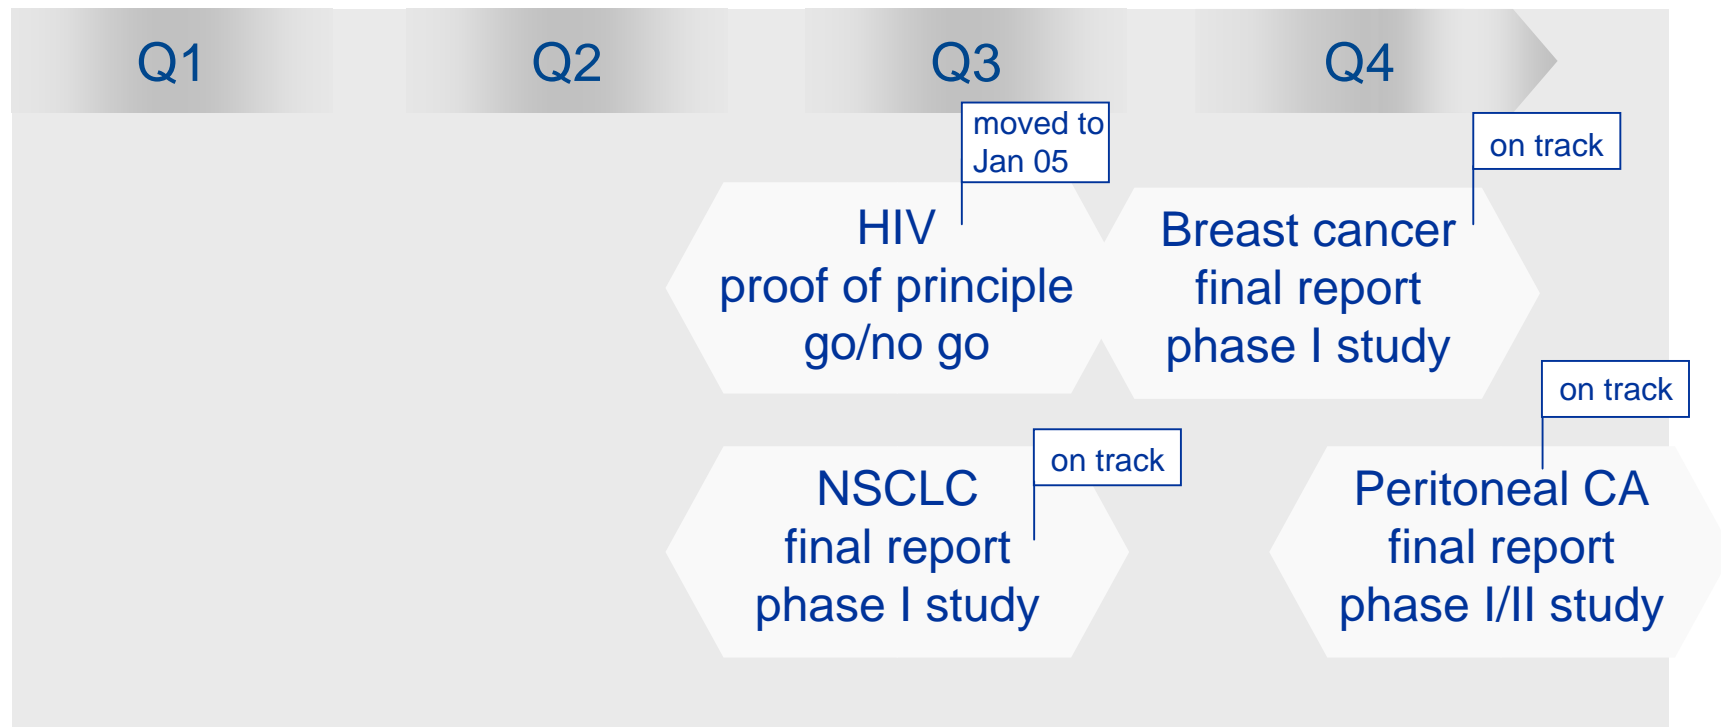 Q1
Q2
Q3
Q4
moved to
Jan 05
on track
HIV
proof of principle
go/no go
Breast cancer
final report
phase I study
on track
on track
NSCLC
final report
phase I study
Peritoneal CA
final report
phase I/II study